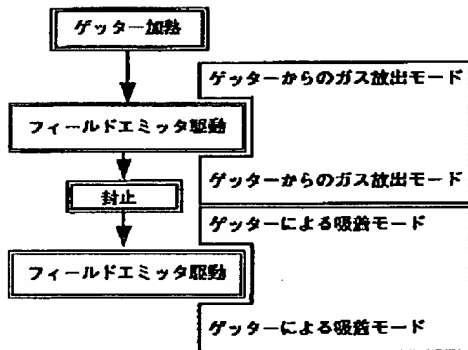 ゲッター加熱
ゲッターからのガス放出モード
フィールドエミッタ駆動
ゲッターからのガス放出モード
封止
ゲッターによる吸着モード
フィールドエミッタ駆動
ゲッターによる吸着モード